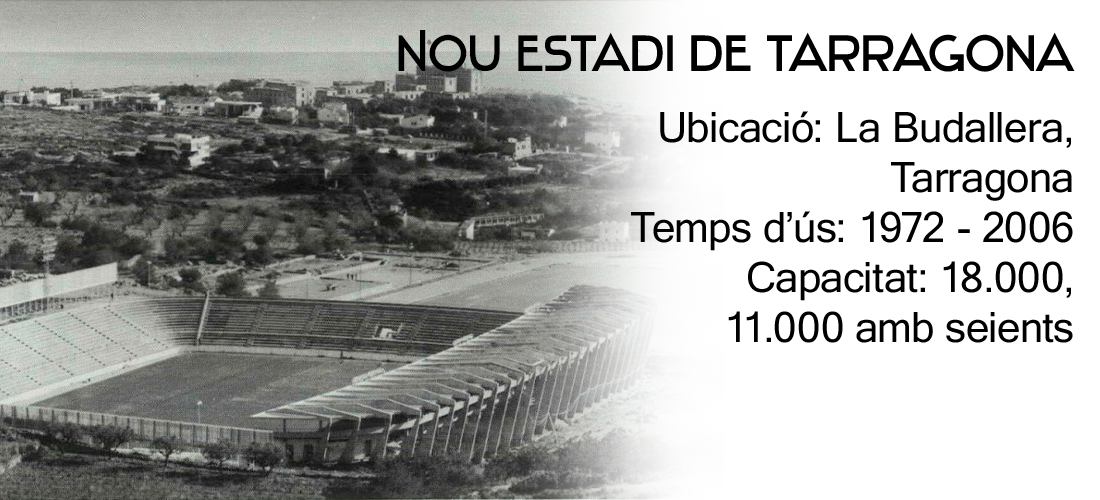 NOU ESTADI DE TARRAGONA
Ubicació: La Budallera,
Tarragona
Temps d’ús: 1972 - 2006
Capacitat: 18.000,
11.000 amb seients